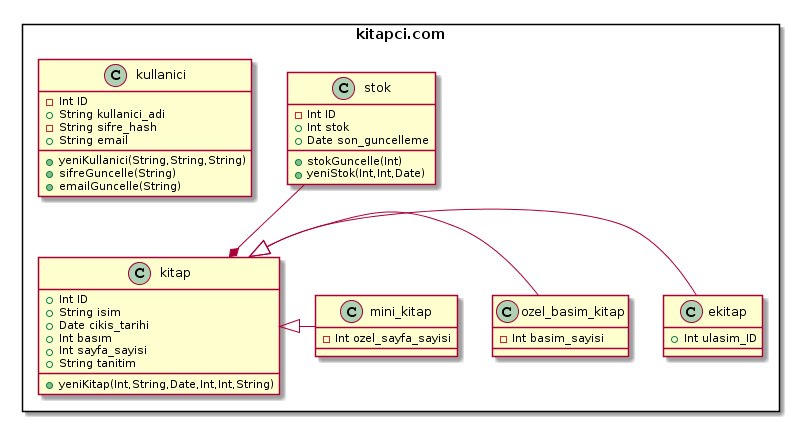 kitapci.com
C kullanici
Int ID
String kullanici_adi
String sifre_hash
String email
yeniKullanici(String,String,String)
sifreGuncelle(String)
emailGuncelle(String)
C stok
Int ID
Int stok
Date son_guncelleme
stokGuncelle(Int)
yeniStok(Int,Int,Date)
C kitap
Int ID
String isim
Date cikis_tarihi
Int basım
Int sayfa_sayisi
String tanitim
yeniKitap(Int,String,Date,Int,Int,String)
C mini_kitap
Int ozel_sayfa_sayisi
C ozel_basim_kitap
Int basim_sayisi
C ekitap
Int ulasim_ID